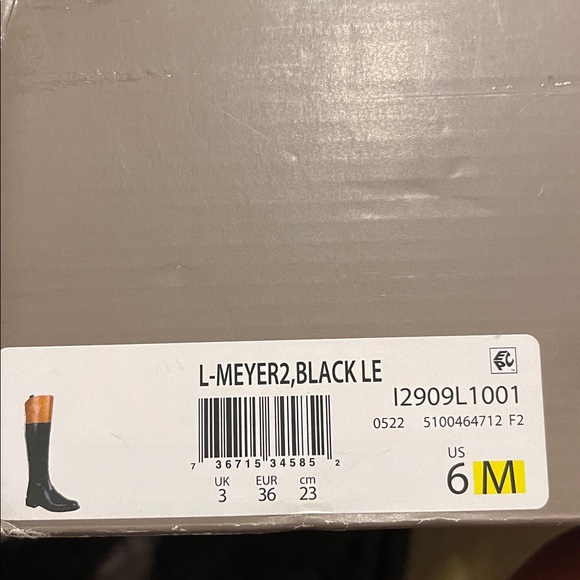 L-MEYER2,BLACK LE
I2909L1001
0522 5100464712 F2
7 36715 34585 2
UK EUR cm
3 36 23
US
6 M